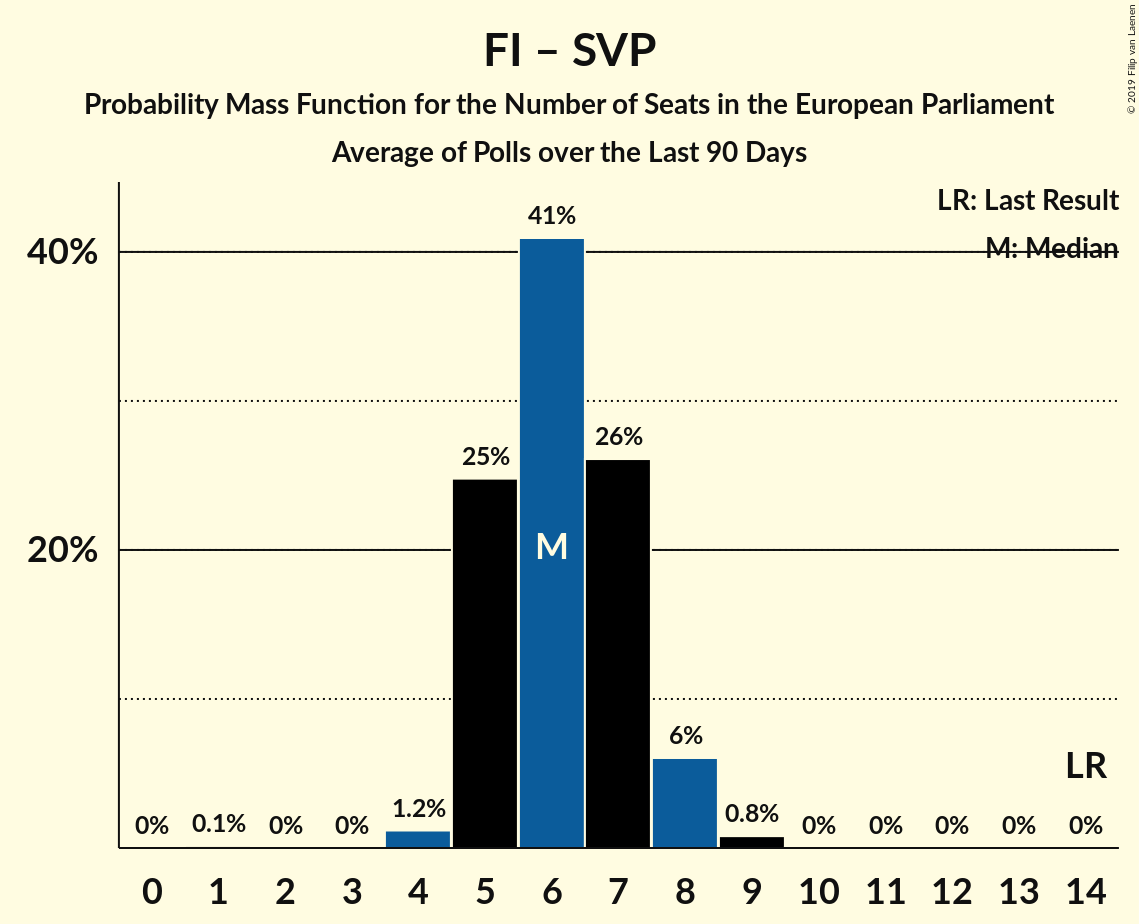 FI – SVP
Probability Mass Function for the Number of Seats in the European Parliament
Average of Polls over the Last 90 Days
© 2019 Filip van Laenen
LR: Last Result
M: Median
40%
20%
0% 0.1% 0% 0% 1.2% 25% 41% 26% 6% 0.8% 0% 0% 0% 0% 0%
M
LR
0 1 2 3 4 5 6 7 8 9 10 11 12 13 14